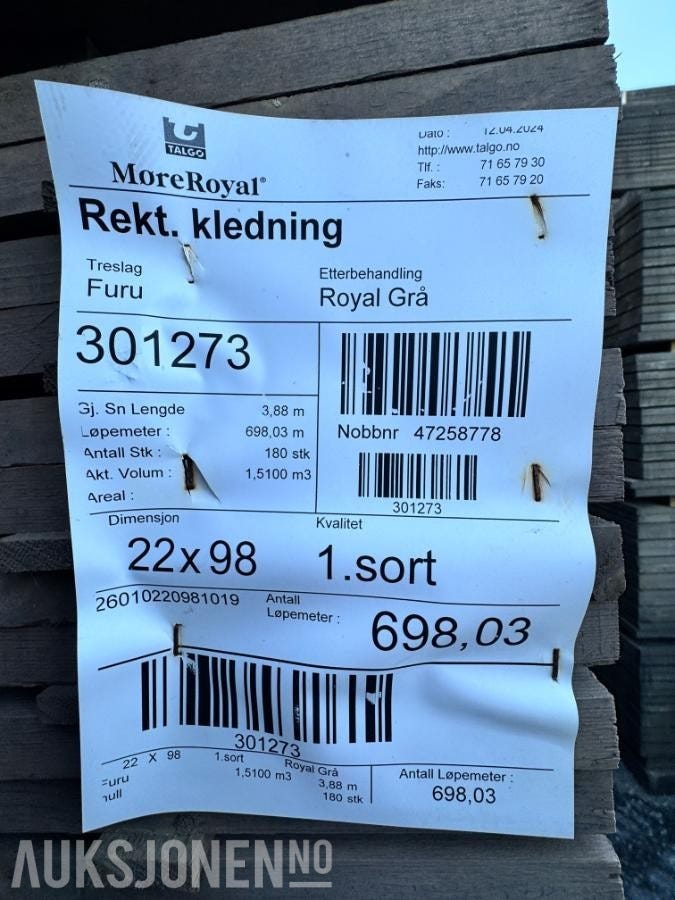 TALGO
MøreRoyal®
Dato : 12.04.2024
http://www.talgo.no
Tlf. : 71 65 79 30
Faks: 71 65 79 20
Rekt. kledning
Treslag
Furu
Etterbehandling
Royal Grå
301273
Gj. Sn Lengde 3,88 m
Løpemeter : 698,03 m
Antall Stk : 180 stk
Akt. Volum : 1,5100 m3
Areal :
Nobbnr 47258778
301273
Dimensjon
22x98
Kvalitet
1.sort
26010220981019
Antall
Løpemeter :
698,03
301273
22 X 98 1.sort Royal Grå
Furu 1,5100 m3 3,88 m
null 180 stk
Antall Løpemeter :
698,03
AUKSJONEN NO